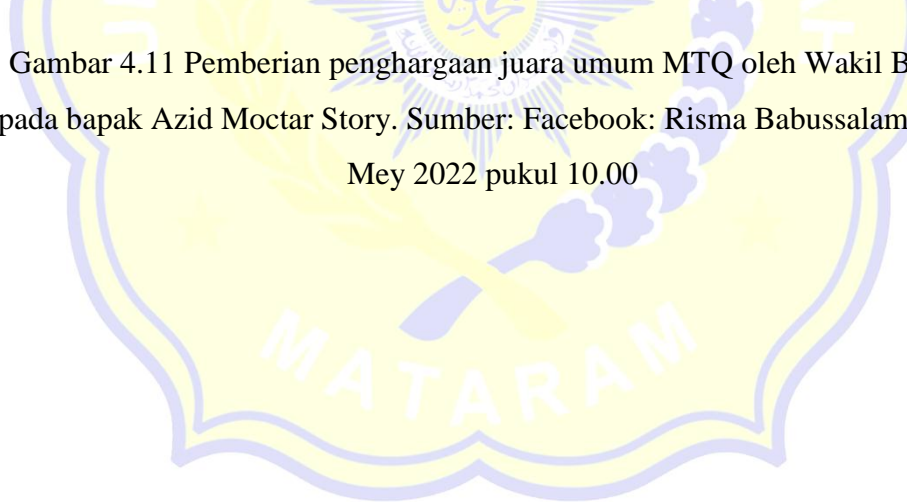 Gambar 4.11 Pemberian penghargaan juara umum MTQ oleh Wakil B
pada bapak Azid Moctar Story. Sumber: Facebook: Risma Babussalam
Mey 2022 pukul 10.00
MATARAM